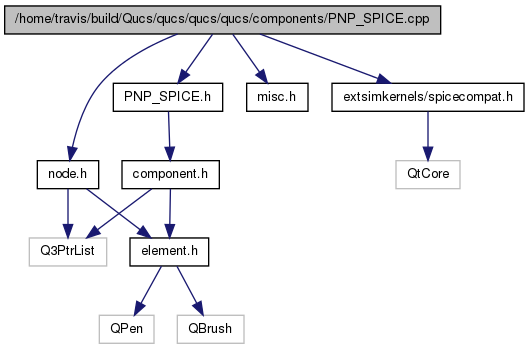 /home/travis/build/Qucs/qucs/qucs/qucs/components/PNP_SPICE.cpp
PNP_SPICE.h
misc.h
extsimkernels/spicecompat.h
node.h
component.h
QtCore
Q3PtrList
element.h
QPen
QBrush